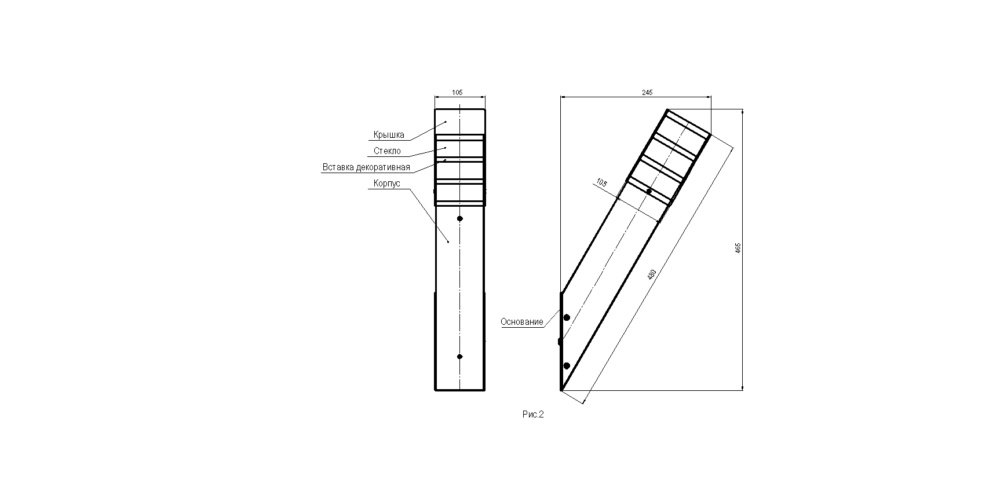 105
245
Крышка
Стекло
Вставка декоративная
Корпус
105
465
480
Основание
Рис.2